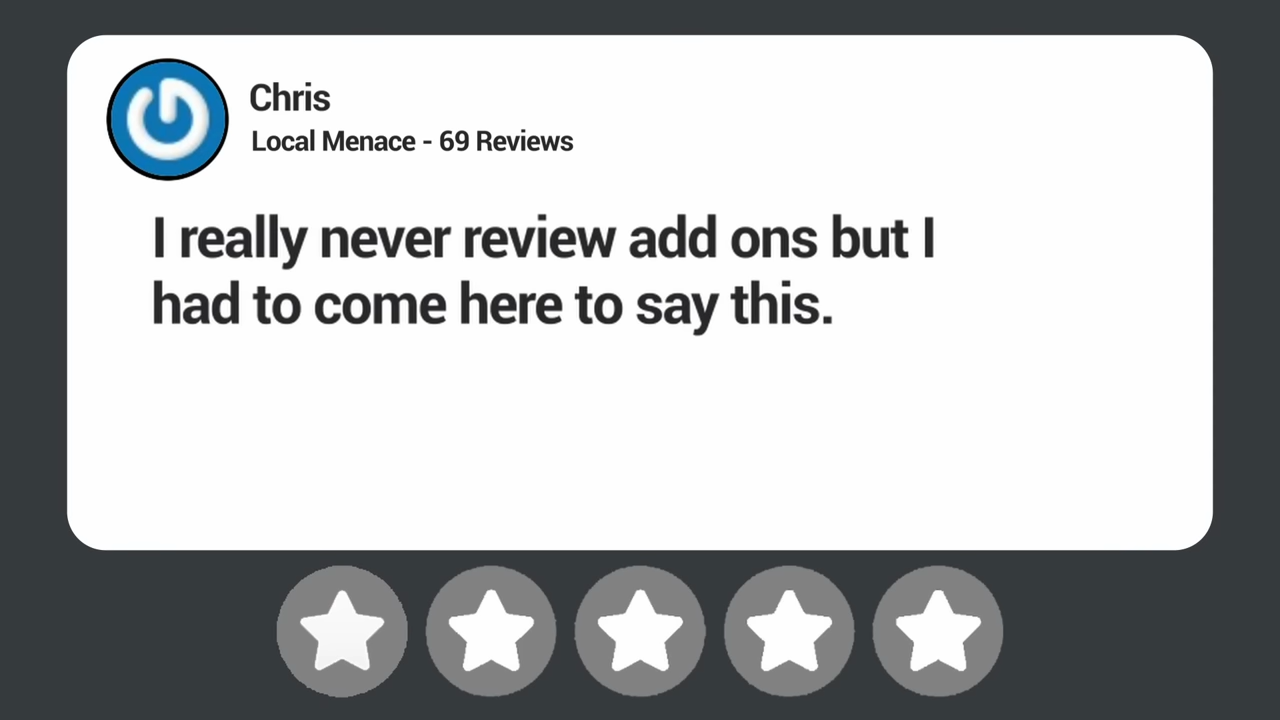 Chris
Local Menace - 69 Reviews
I really never review add ons but I
had to come here to say this.